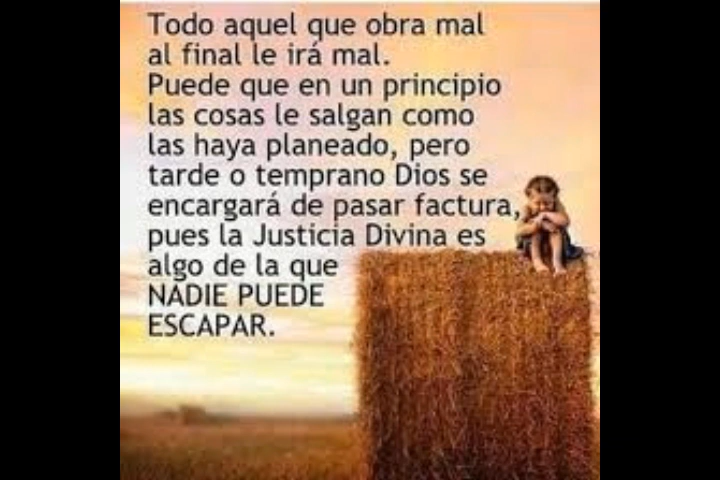 Todo aquel que obra mal
al final le irá mal.
Puede que en un principio
las cosas le salgan como
las haya planeado, pero
tarde o temprano Dios se
encargará de pasar factura,
pues la Justicia Divina es
algo de la que
NADIE PUEDE
ESCAPAR.